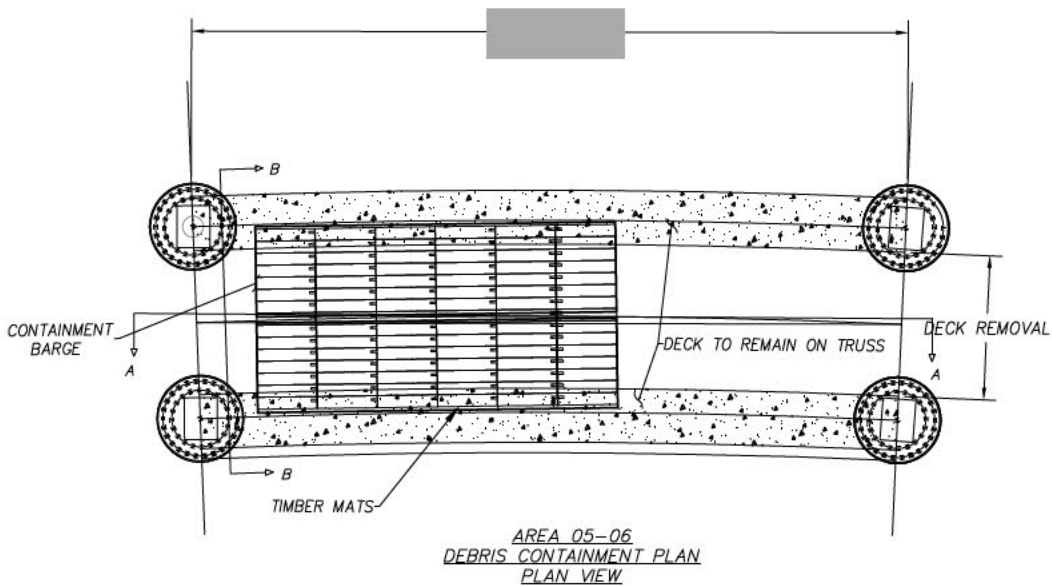 B
CONTAINMENT
BARGE
A
DECK REMOVAL
DECK TO REMAIN ON TRUSS
A
B
TIMBER MATS
AREA 05-06
DEBRIS CONTAINMENT PLAN
PLAN VIEW